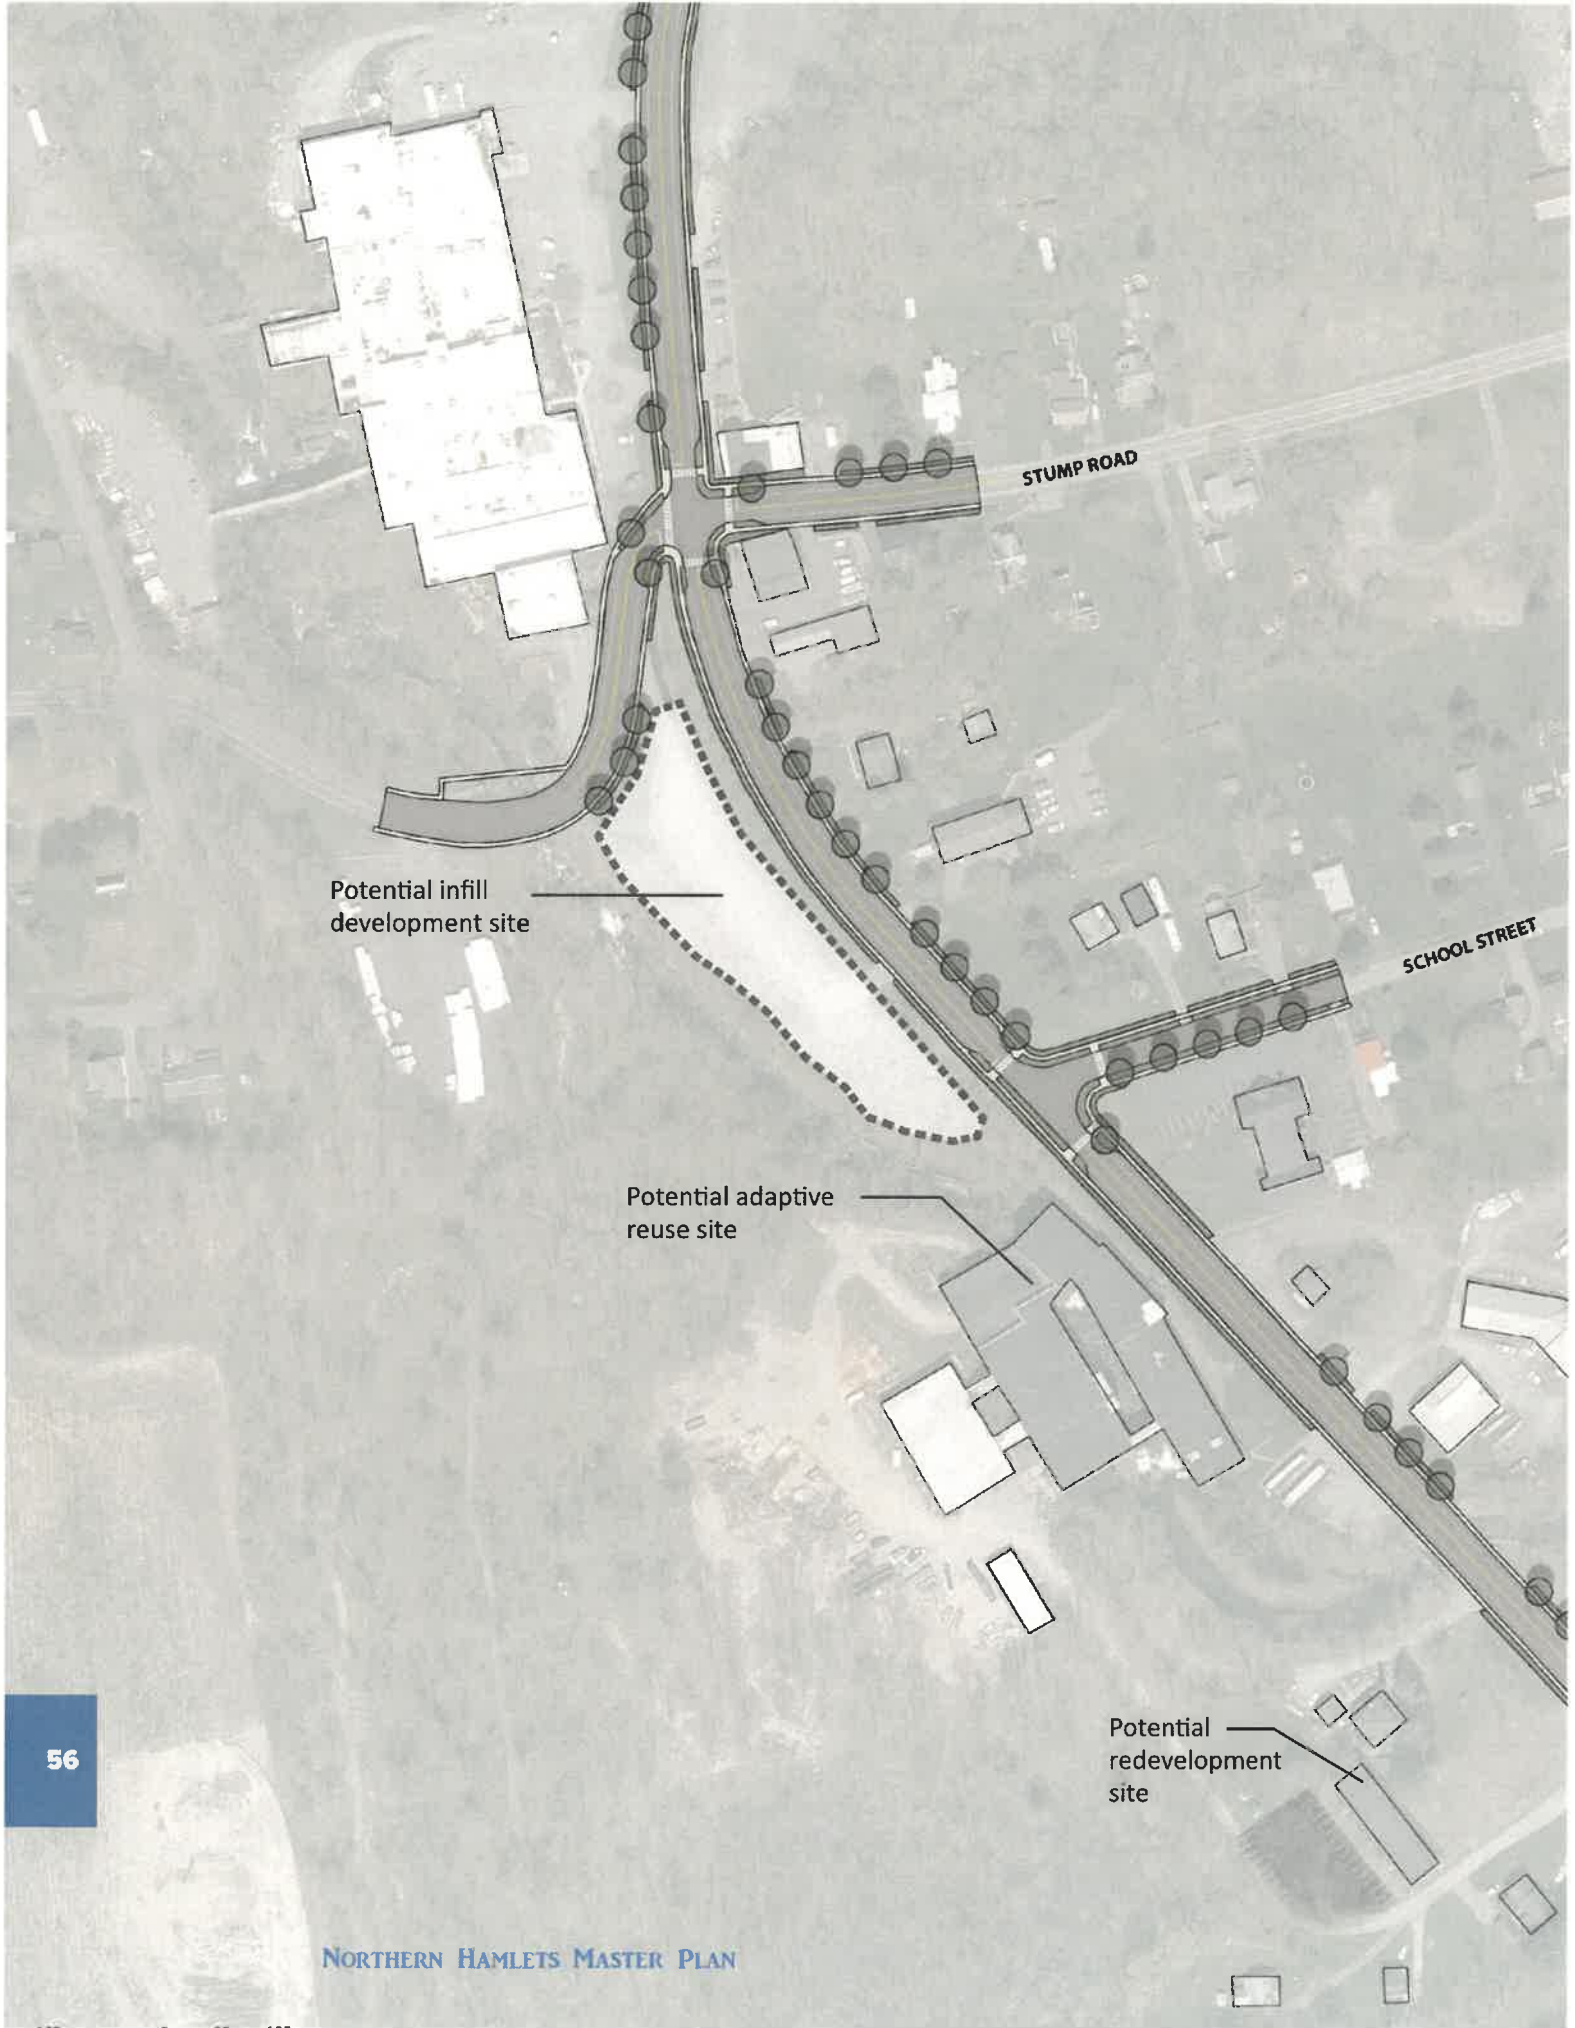 STUMP ROAD
Potential infill
development site
SCHOOL STREET
Potential adaptive
reuse site
Potential
redevelopment
site
56
NORTHERN HAMLETS MASTER PLAN